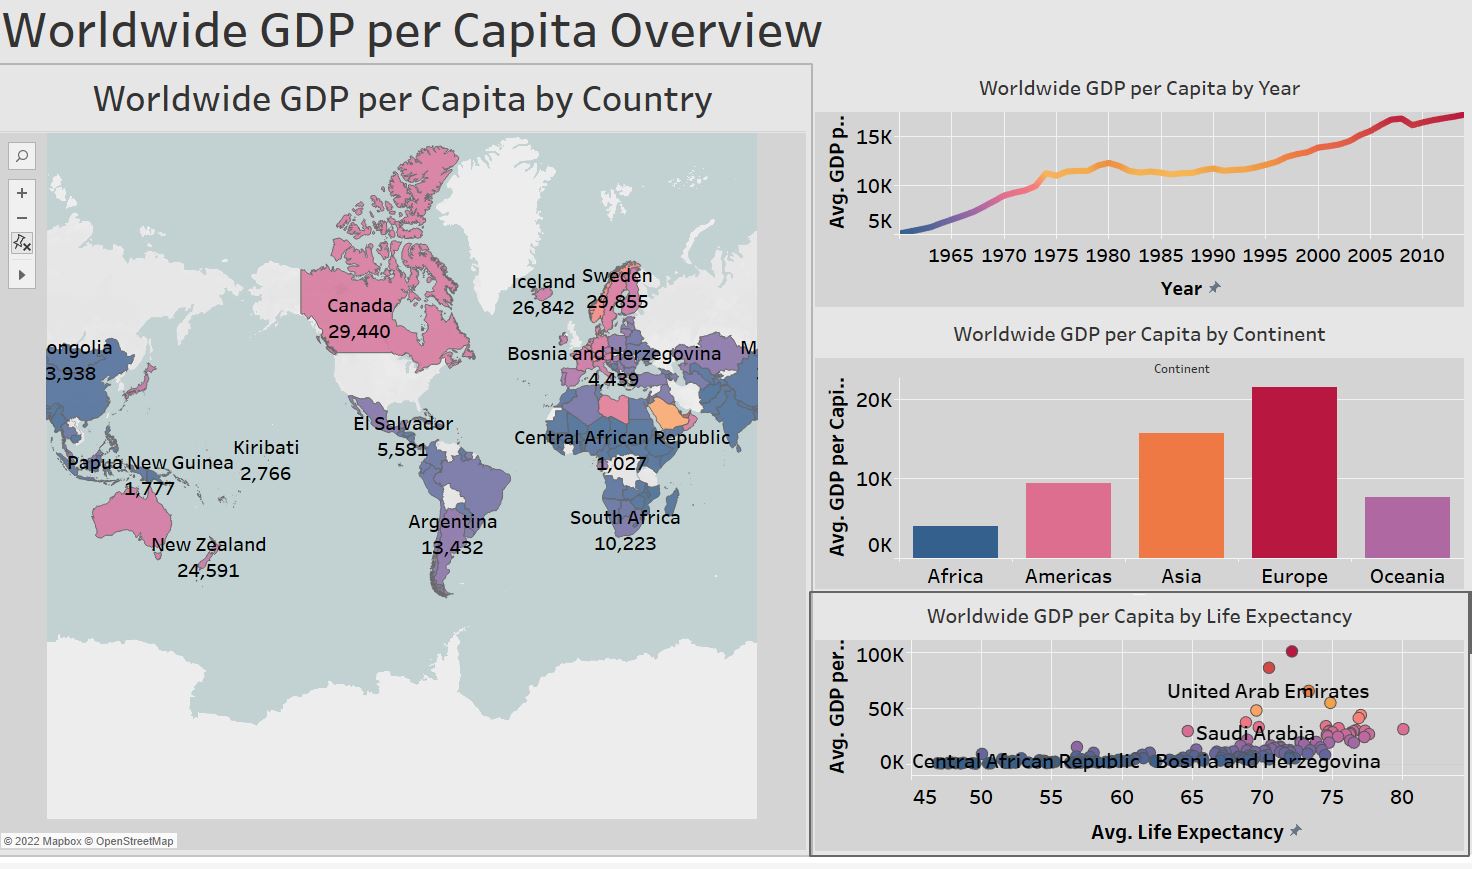 Worldwide GDP per Capita Overview
Worldwide GDP per Capita by Country
Canada
29,440
Iceland
26,842
Sweden
29,855
ongolia
3,938
Bosnia and Herzegovina
4,439
M
El Salvador
5,581
Central African Republic
1,027
Kiribati
2,766
Papua New Guinea
1,777
Argentina
13,432
South Africa
10,223
New Zealand
24,591
© 2022 Mapbox © OpenStreetMap
Worldwide GDP per Capita by Year
Avg. GDP p..
15K
10K
5K
1965 1970 1975 1980 1985 1990 1995 2000 2005 2010
Year
Worldwide GDP per Capita by Continent
Continent
Avg. GDP per Capi..
20K
10K
0K
Africa Americas Asia Europe Oceania
Worldwide GDP per Capita by Life Expectancy
Avg. GDP per..
100K
50K
0K
United Arab Emirates
Saudi Arabia
Central African Republic
Bosnia and Herzegovina
45 50 55 60 65 70 75 80
Avg. Life Expectancy